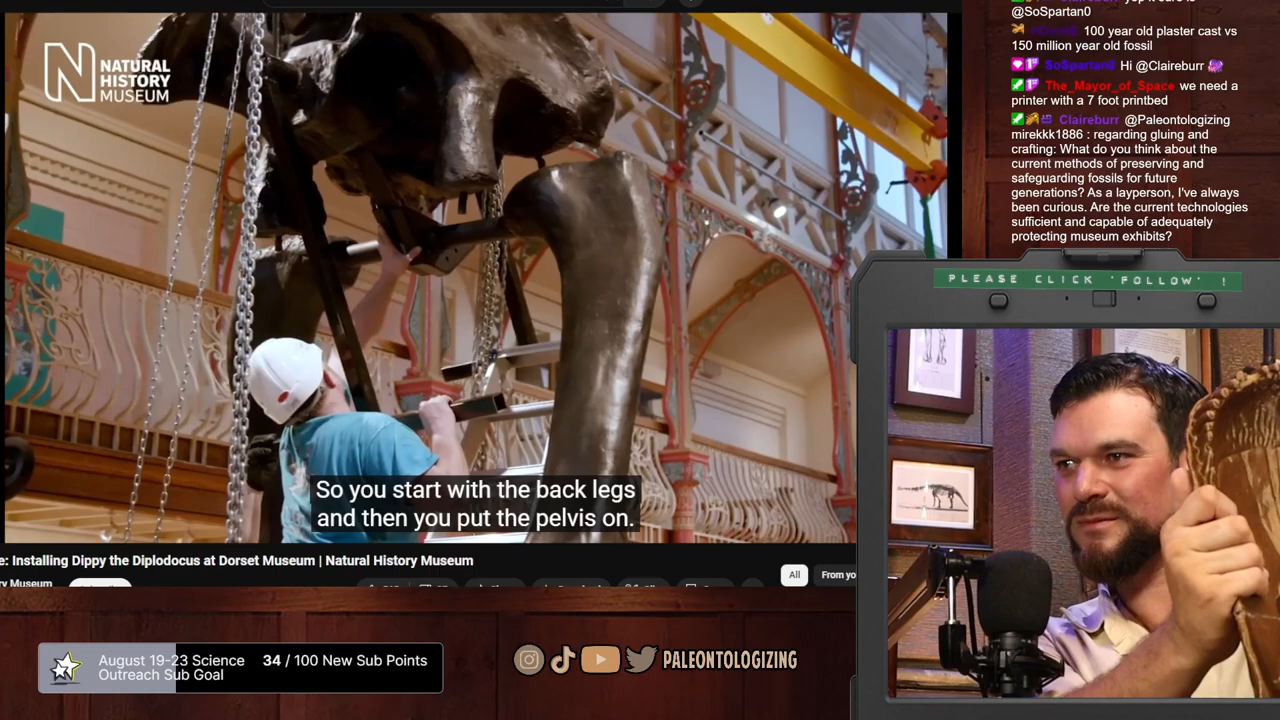 NATURAL
HISTORY
MUSEUM
So you start with the back legs
and then you put the pelvis on.
e: Installing Dippy the Diplodocus at Dorset Museum | Natural History Museum
ry Museum
All
From yo
August 19-23 Science
Outreach Sub Goal
34 / 100 New Sub Points
PALEONTOLOGIZING
@SoSpartan0
100 year old plaster cast vs
150 million year old fossil
SoSpartan0 Hi @Claireburr
The_Mayor_of_Space we need a
printer with a 7 foot printbed
Claireburr @Paleontologizing
mirekkk1886 : regarding gluing and
crafting: What do you think about the
current methods of preserving and
safeguarding fossils for future
generations? As a layperson, I've always
been curious. Are the current technologies
sufficient and capable of adequately
protecting museum exhibits?
PLEASE CLICK 'FOLLOW' !